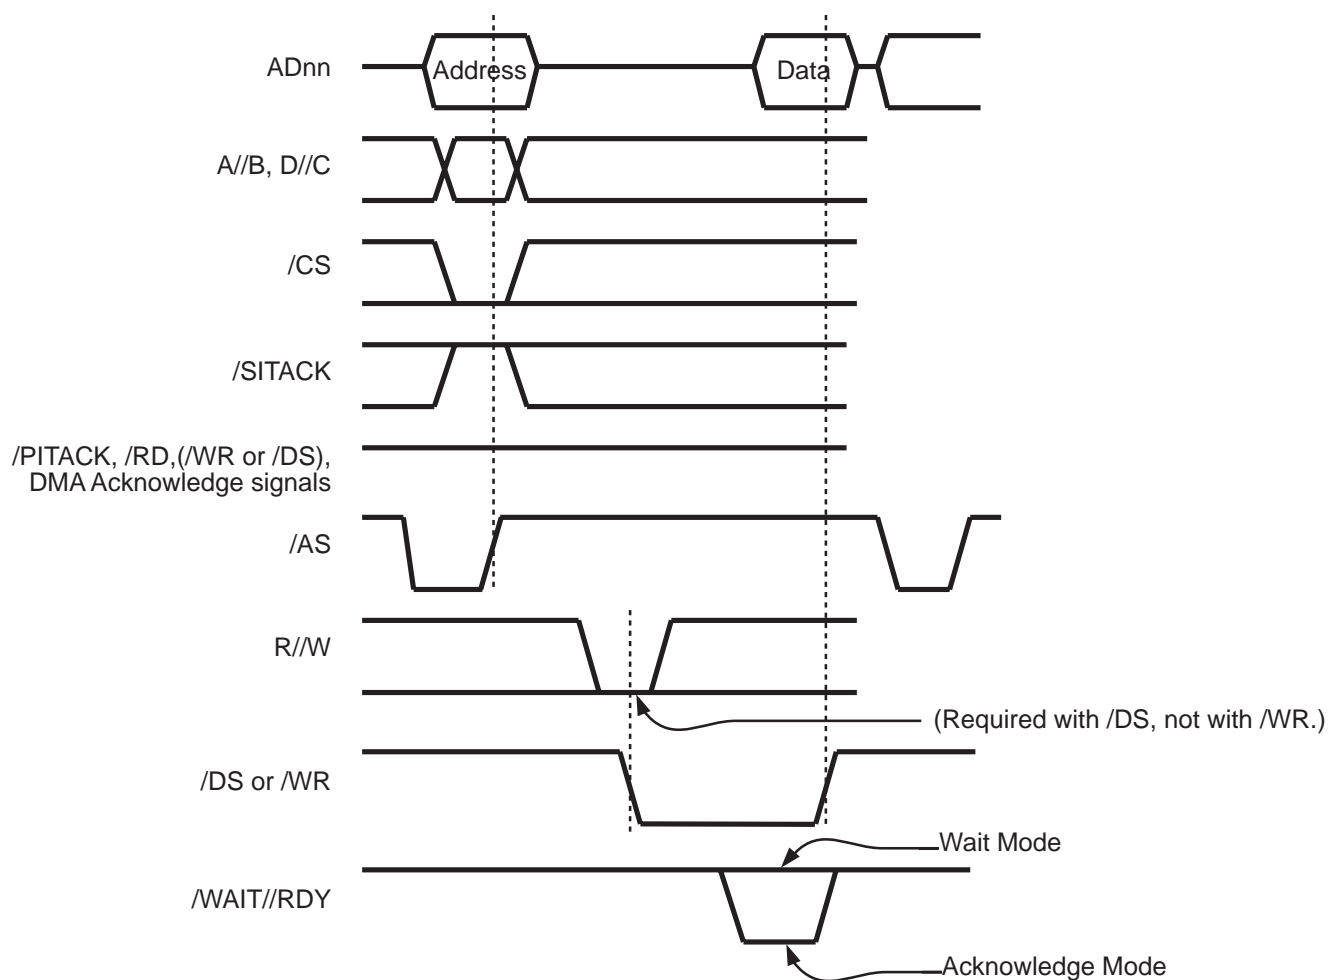 ADnn
Address
Data
A//B, D//C
/CS
/SITACK
/PITACK, /RD,(/WR or /DS),
DMA Acknowledge signals
/AS
R//W
(Required with /DS, not with /WR.)
/DS or /WR
Wait Mode
/WAIT//RDY
Acknowledge Mode